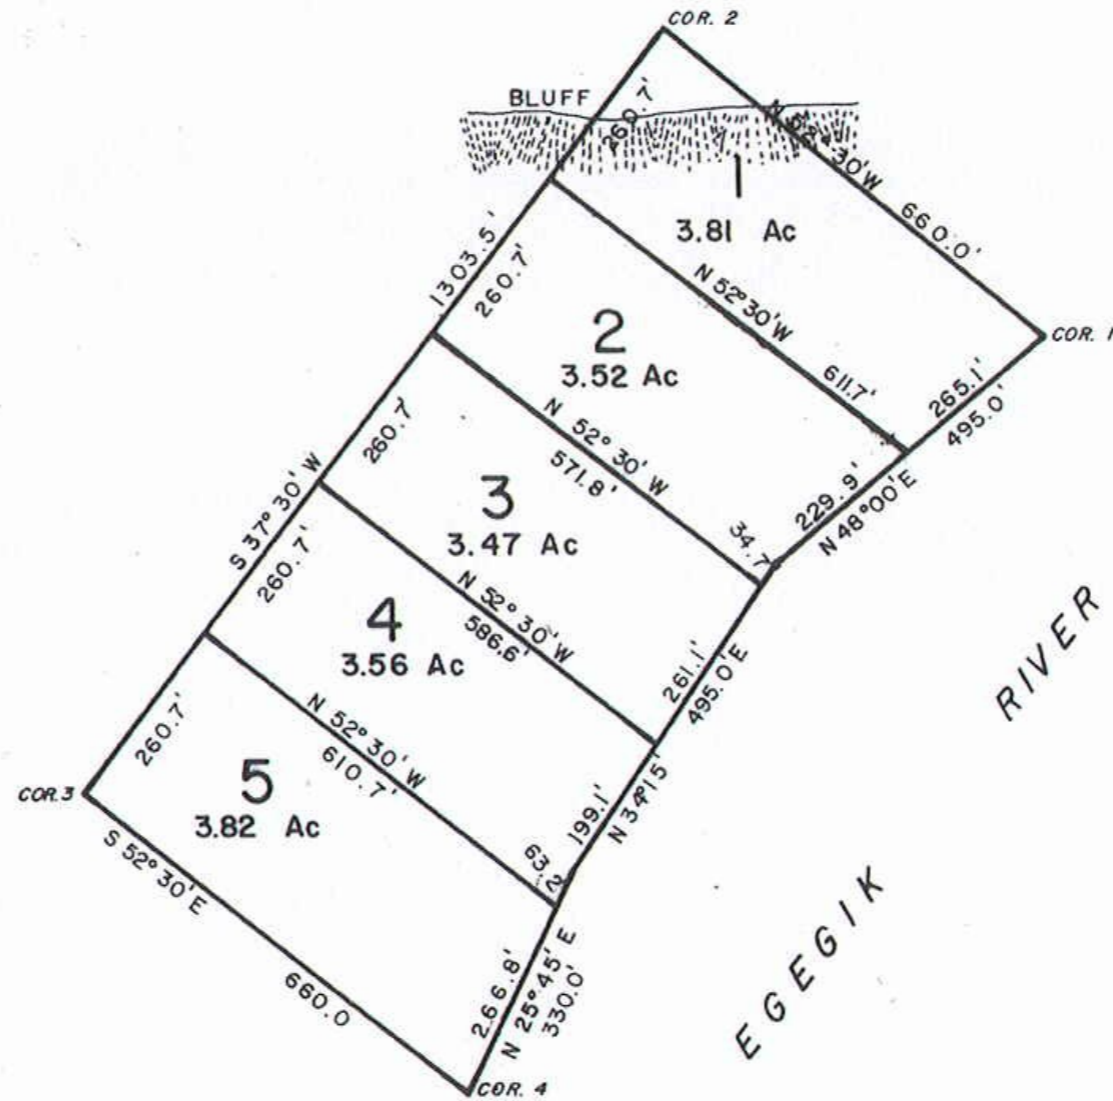 COR. 2
BLUFF
260.7'
N 52° 30' W
660.0'
1
3.81 Ac
COR. 1
1303.5'
260.7'
N 52° 30' W
611.7'
265.1'
495.0'
2
3.52 Ac
260.7'
N 52° 30' W
571.8'
34.7'
229.9'
N 48° 00' E
S 37° 30' W
3
3.47 Ac
260.7'
N 52° 30' W
586.6'
261.1'
495.0' E
N 34° 15'
4
3.56 Ac
260.7'
N 52° 30' W
610.7'
199.1'
63.2
5
3.82 Ac
COR. 3
S 52° 30' E
660.0
266.8'
N 25° 45' E
330.0'
COR. 4
EGEGIK RIVER